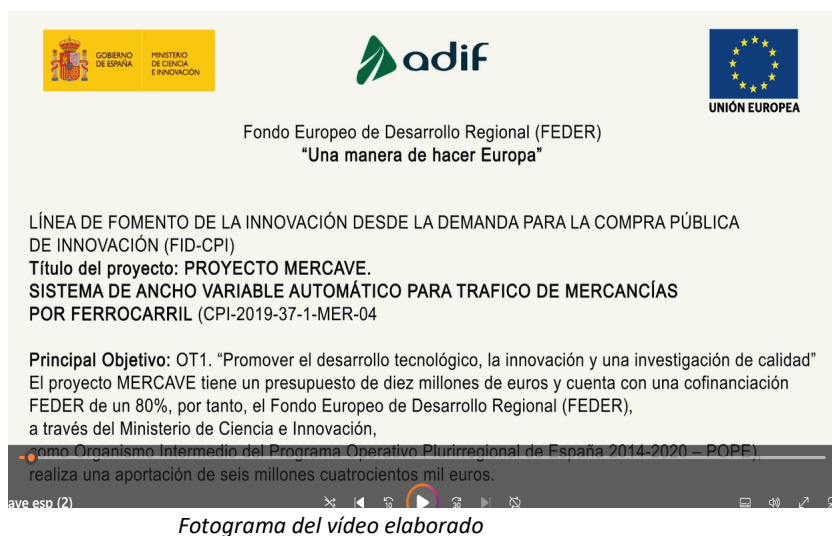 GOBIERNO
DE ESPAÑA
MINISTERIO
DE CIENCIA
E INNOVACIÓN
adif
UNIÓN EUROPEA
Fondo Europeo de Desarrollo Regional (FEDER)
“Una manera de hacer Europa”
LÍNEA DE FOMENTO DE LA INNOVACIÓN DESDE LA DEMANDA PARA LA COMPRA PÚBLICA
DE INNOVACIÓN (FID-CPI)
Título del proyecto: PROYECTO MERCAVE.
SISTEMA DE ANCHO VARIABLE AUTOMÁTICO PARA TRAFICO DE MERCANCÍAS
POR FERROCARRIL (CPI-2019-37-1-MER-04
Principal Objetivo: OT1. “Promover el desarrollo tecnológico, la innovación y una investigación de calidad”
El proyecto MERCAVE tiene un presupuesto de diez millones de euros y cuenta con una cofinanciación
FEDER de un 80%, por tanto, el Fondo Europeo de Desarrollo Regional (FEDER),
a través del Ministerio de Ciencia e Innovación,
como Organismo Intermedio del Programa Operativo Plurirregional de España 2014-2020 – POPE),
realiza una aportación de seis millones cuatrocientos mil euros.
ave esp (2)
10
30
Fotograma del vídeo elaborado